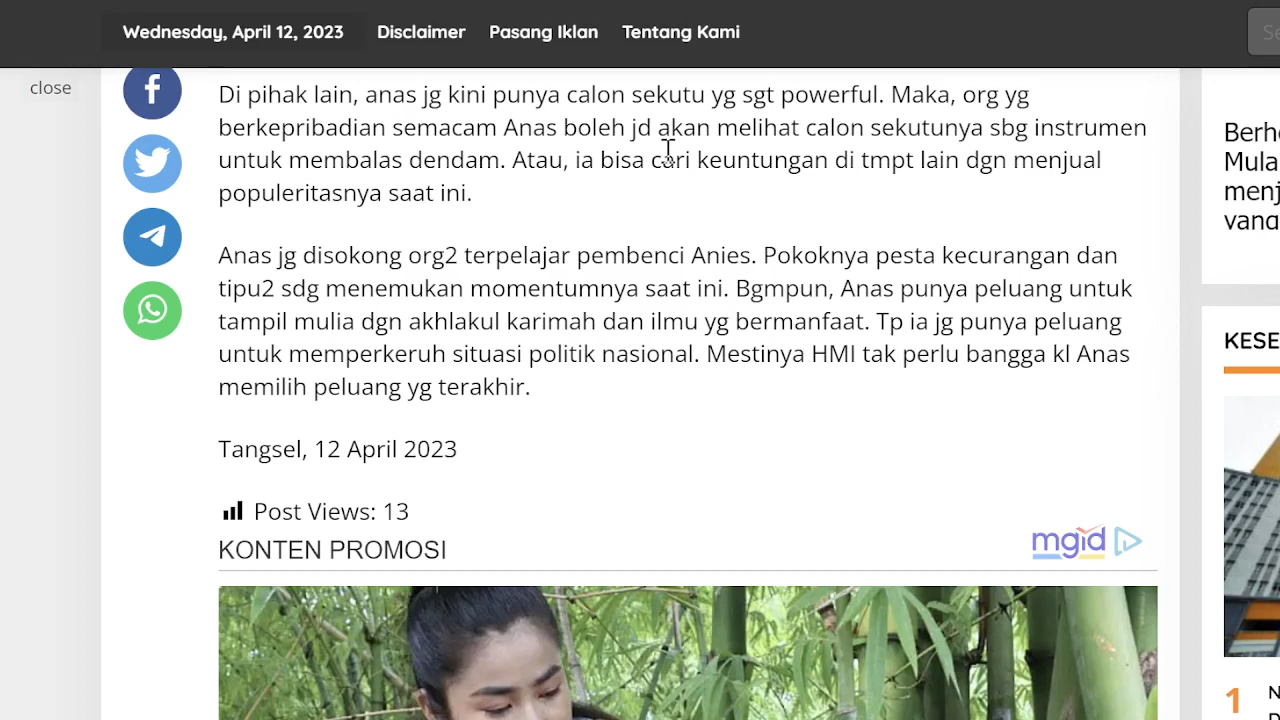 Wednesday, April 12, 2023 Disclaimer Pasang Iklan Tentang Kami
close
Di pihak lain, anas jg kini punya calon sekutu yg sgt powerful. Maka, org yg
berkepribadian semacam Anas boleh jd akan melihat calon sekutunya sbg instrumen
untuk membalas dendam. Atau, ia bisa cari keuntungan di tmpt lain dgn menjual
populeritasnya saat ini.
Anas jg disokong org2 terpelajar pembenci Anies. Pokoknya pesta kecurangan dan
tipu2 sdg menemukan momentumnya saat ini. Bgmpun, Anas punya peluang untuk
tampil mulia dgn akhlakul karimah dan ilmu yg bermanfaat. Tp ia jg punya peluang
untuk memperkeruh situasi politik nasional. Mestinya HMI tak perlu bangga kl Anas
memilih peluang yg terakhir.
Tangsel, 12 April 2023
Post Views: 13
KONTEN PROMOSI
mgid
Mula
menj
yang
KESE
1